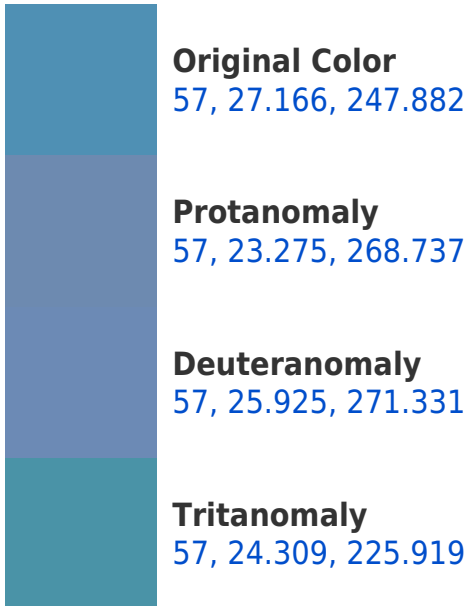 Original Color
57, 27.166, 247.882
Protanomaly
57, 23.275, 268.737
Deuteranomaly
57, 25.925, 271.331
Tritanomaly
57, 24.309, 225.919